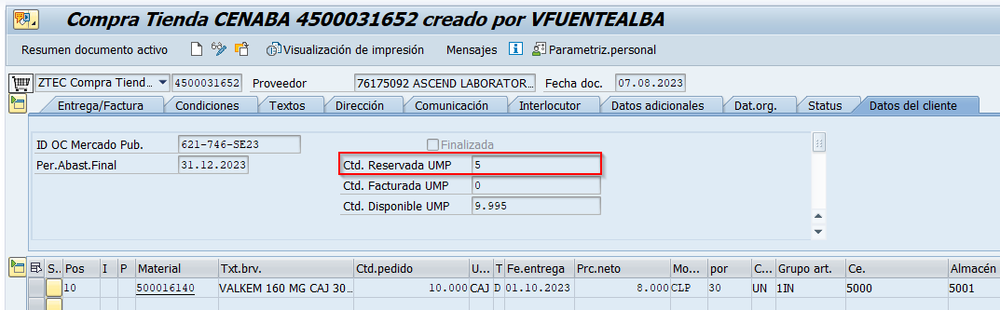 Compra Tienda CENABA 4500031652 creado por VFUENTEALBA
Resumen documento activo Visualización de impresión Mensajes Parametriz.personal
ZTEC Compra Tiend... 4500031652 Proveedor 76175092 ASCEND LABORATOR... Fecha doc. 07.08.2023
Entrega/Factura Condiciones Textos Dirección Comunicación Interlocutor Datos adicionales Dat.org. Status Datos del cliente
ID OC Mercado Pub. 621-746-SE23 Finalizada
Per.Abast.Final 31.12.2023 Ctd. Reservada UMP 5
Ctd. Facturada UMP 0
Ctd. Disponible UMP 9.995
S.. Pos I P Material Txt.brv. Ctd.pedido U... T Fe.entrega Prc.neto Mo... por C... Grupo art. Ce. Almacén
10 500016140 VALKEM 160 MG CAJ 30... 10.000 CAJ D 01.10.2023 8.000 CLP 30 UN 1IN 5000 5001